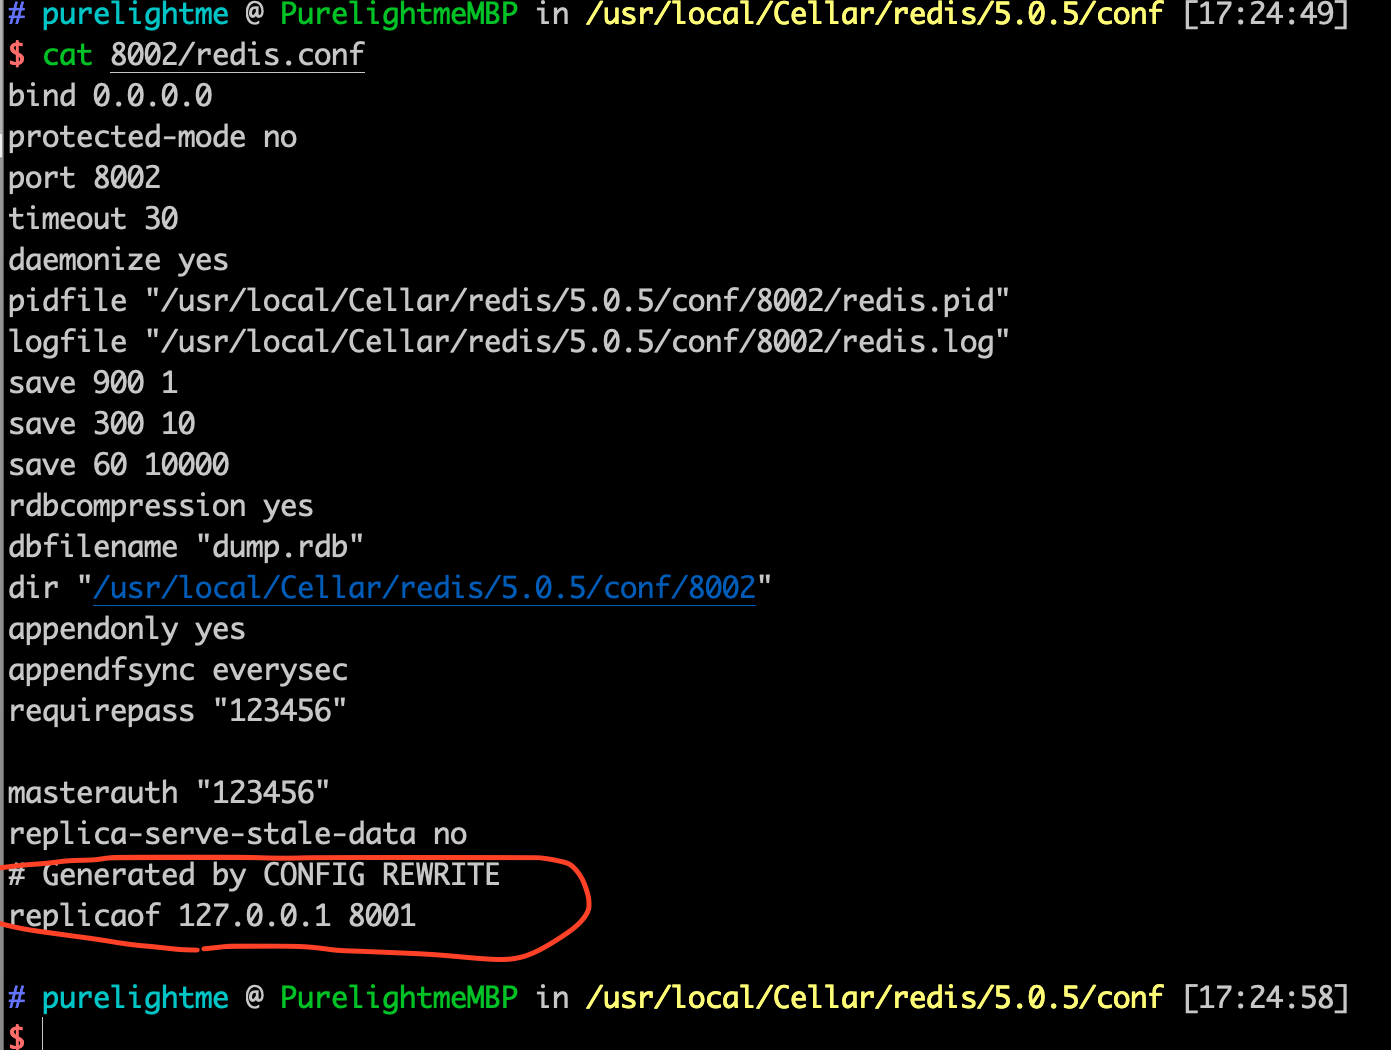 # purelightme @ PurelightmeMBP in /usr/local/Cellar/redis/5.0.5/conf [17:24:49]
$ cat 8002/redis.conf
bind 0.0.0.0
protected-mode no
port 8002
timeout 30
daemonize yes
pidfile "/usr/local/Cellar/redis/5.0.5/conf/8002/redis.pid"
logfile "/usr/local/Cellar/redis/5.0.5/conf/8002/redis.log"
save 900 1
save 300 10
save 60 10000
rdbcompression yes
dbfilename "dump.rdb"
dir "/usr/local/Cellar/redis/5.0.5/conf/8002"
appendonly yes
appendfsync everysec
requirepass "123456"
masterauth "123456"
replica-serve-stale-data no
# Generated by CONFIG REWRITE
replicaof 127.0.0.1 8001
# purelightme @ PurelightmeMBP in /usr/local/Cellar/redis/5.0.5/conf [17:24:58]
$